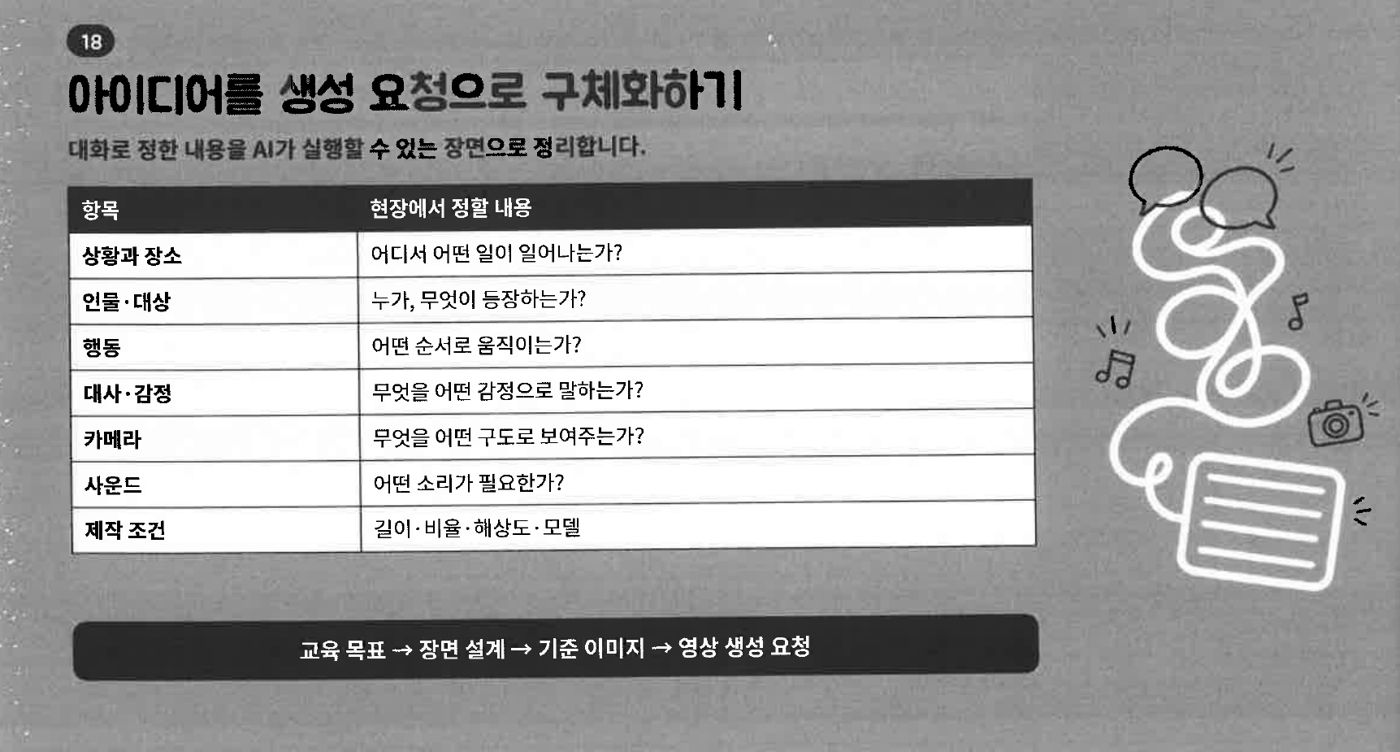 18
아이디어를 생성 요청으로 구체화하기
대화로 정한 내용을 AI가 실행할 수 있는 장면으로 정리합니다.
항목 현장에서 정할 내용
상황과 장소 어디서 어떤 일이 일어나는가?
인물·대상 누가, 무엇이 등장하는가?
행동 어떤 순서로 움직이는가?
대사·감정 무엇을 어떤 감정으로 말하는가?
카메라 무엇을 어떤 구도로 보여주는가?
사운드 어떤 소리가 필요한가?
제작 조건 길이·비율·해상도·모델
교육 목표 → 장면 설계 → 기준 이미지 → 영상 생성 요청